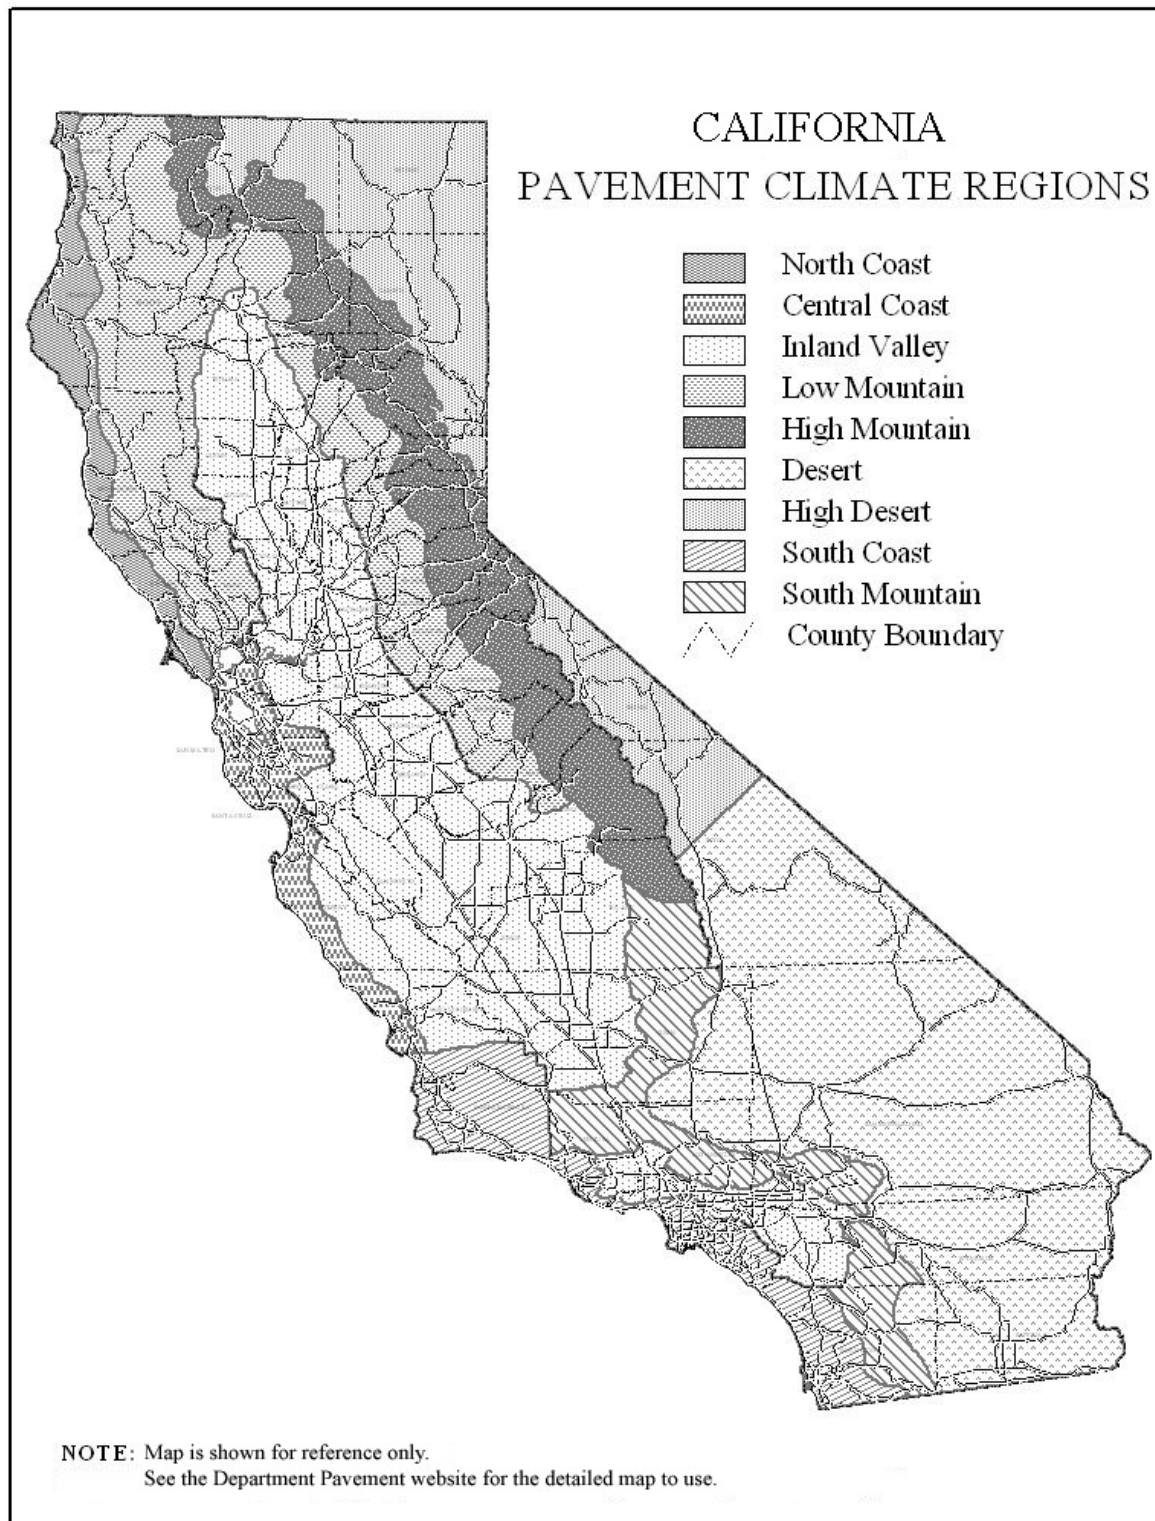 CALIFORNIA
PAVEMENT CLIMATE REGIONS
North Coast
Central Coast
Inland Valley
Low Mountain
High Mountain
Desert
High Desert
South Coast
South Mountain
County Boundary
SANTA CRUZ
NOTE: Map is shown for reference only.
See the Department Pavement website for the detailed map to use.